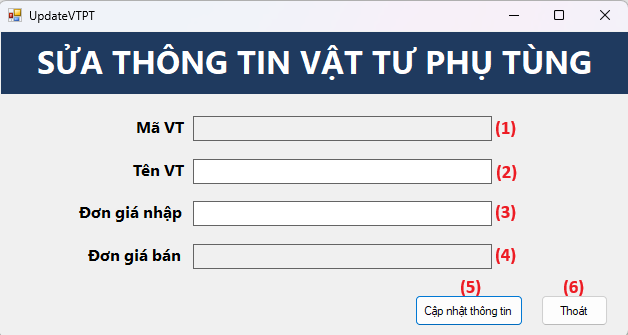 UpdateVTPT
SỬA THÔNG TIN VẬT TƯ PHỤ TÙNG
Mã VT (1)
Tên VT (2)
Đơn giá nhập (3)
Đơn giá bán (4)
(5) (6)
Cập nhật thông tin Thoát